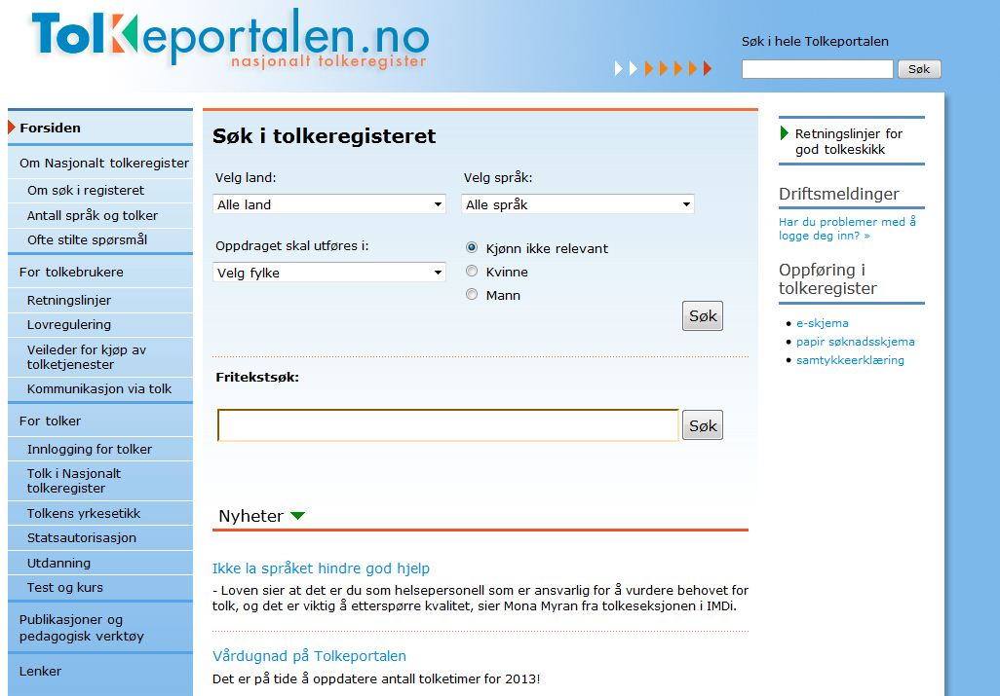 Tolkeportalen.no
nasjonalt tolkeregister
Søk i hele Tolkeportalen
Søk
Forsiden
Om Nasjonalt tolkeregister
Om søk i registeret
Antall språk og tolker
Ofte stilte spørsmål
For tolkebrukere
Retningslinjer
Lovregulering
Veileder for kjøp av
tolketjenester
Kommunikasjon via tolk
For tolker
Innlogging for tolker
Tolk i Nasjonalt
tolkeregister
Tolkens yrkesetikk
Statsautorisasjon
Utdanning
Test og kurs
Publikasjoner og
pedagogisk verktøy
Lenker
Søk i tolkeregisteret
Velg land:
Velg språk:
Alle land
Alle språk
Oppdraget skal utføres i:
Velg fylke
Kjønn ikke relevant
Kvinne
Mann
Søk
Fritekstsøk:
Søk
Nyheter
Ikke la språket hindre god hjelp
- Loven sier at det er du som helsepersonell som er ansvarlig for å vurdere behovet for
tolk, og det er viktig å etterspørre kvalitet, sier Mona Myran fra tolkeseksjonen i IMDi.
Vårdugnad på Tolkeportalen
Det er på tide å oppdatere antall tolketimer for 2013!
Retningslinjer for
god tolkeskikk
Driftsmeldinger
Har du problemer med å
logge deg inn? »
Oppføring i
tolkeregister
• e-skjema
• papir søknadsskjema
• samtykkeerklæring